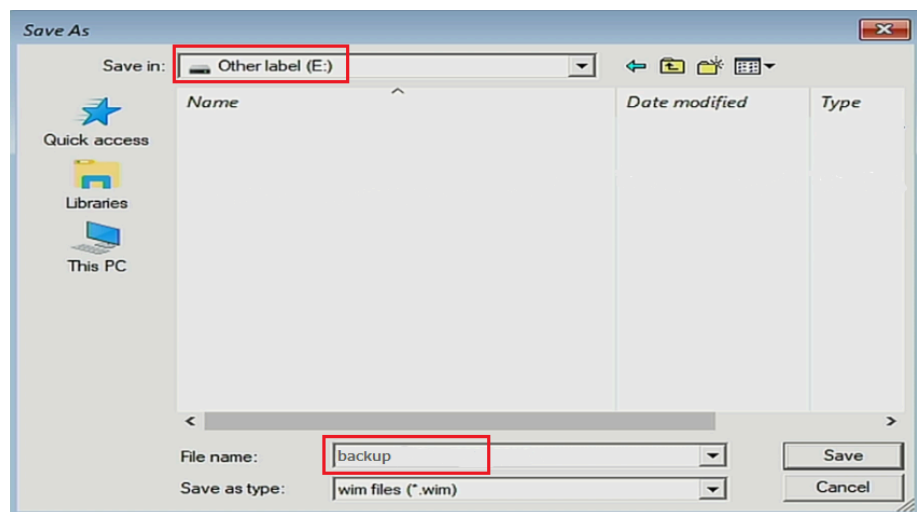 Save As
Save in:
Other label (E:)
Name
Date modified
Type
Quick access
Libraries
This PC
File name:
backup
Save
Save as type:
wim files (*.wim)
Cancel